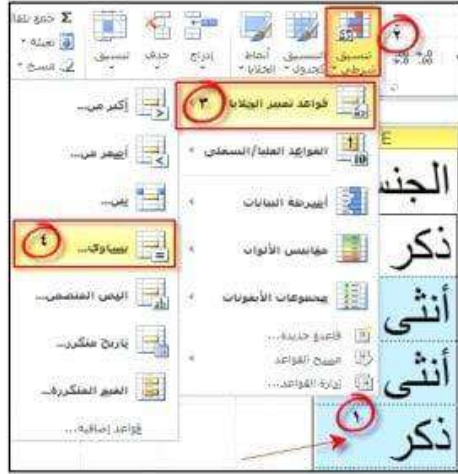 Σ جمع تلقائي
تعبئة
مسح
تنسيق
حذف
إدراج
أنماط الخلايا
التنسيق كجدول
تنسيق شرطي
٢
قواعد تمييز الخلايا
٣
القواعد العليا/السفلى
أشرطة البيانات
مقاييس الألوان
مجموعات الأيقونات
قاعدة جديدة...
مسح القواعد
إدارة القواعد...
أكبر من...
أصغر من...
بين...
يساوي...
٤
النص المتضمن...
تاريخ متكرر...
القيم المتكررة...
قواعد إضافية...
E
الجنس
ذكر
أنثى
أنثى
ذكر
١